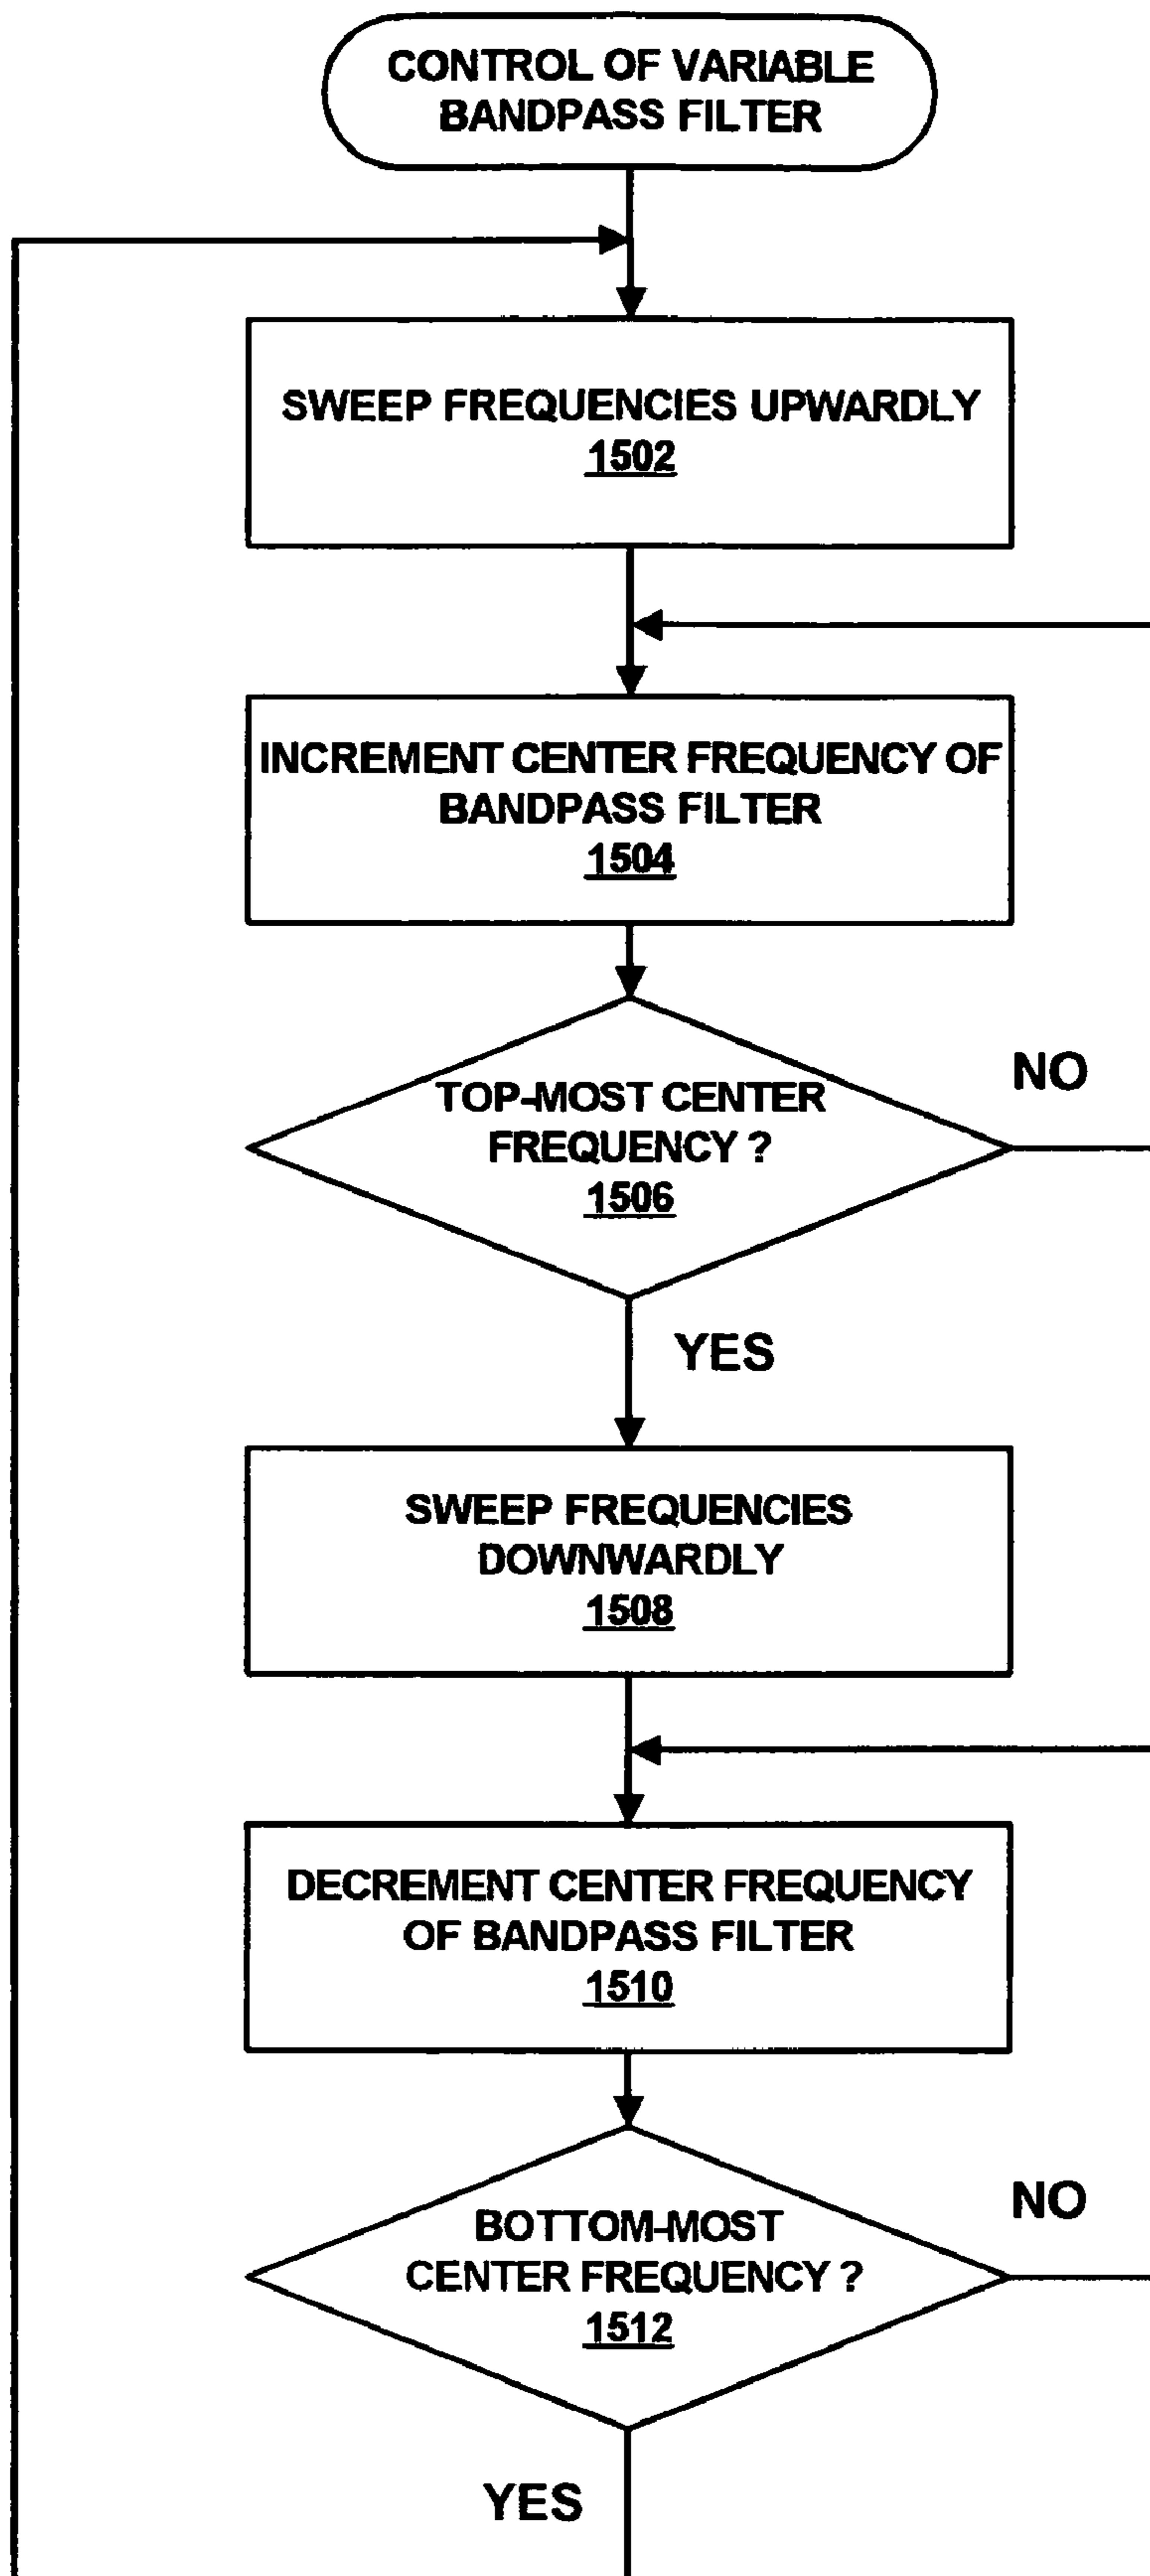 CONTROL OF VARIABLE
BANDPASS FILTER
SWEEP FREQUENCIES UPWARDLY
1502
INCREMENT CENTER FREQUENCY OF
BANDPASS FILTER
1504
TOP-MOST CENTER
FREQUENCY ?
1506
NO
YES
SWEEP FREQUENCIES
DOWNWARDLY
1508
DECREMENT CENTER FREQUENCY
OF BANDPASS FILTER
1510
BOTTOM-MOST
CENTER FREQUENCY ?
1512
NO
YES